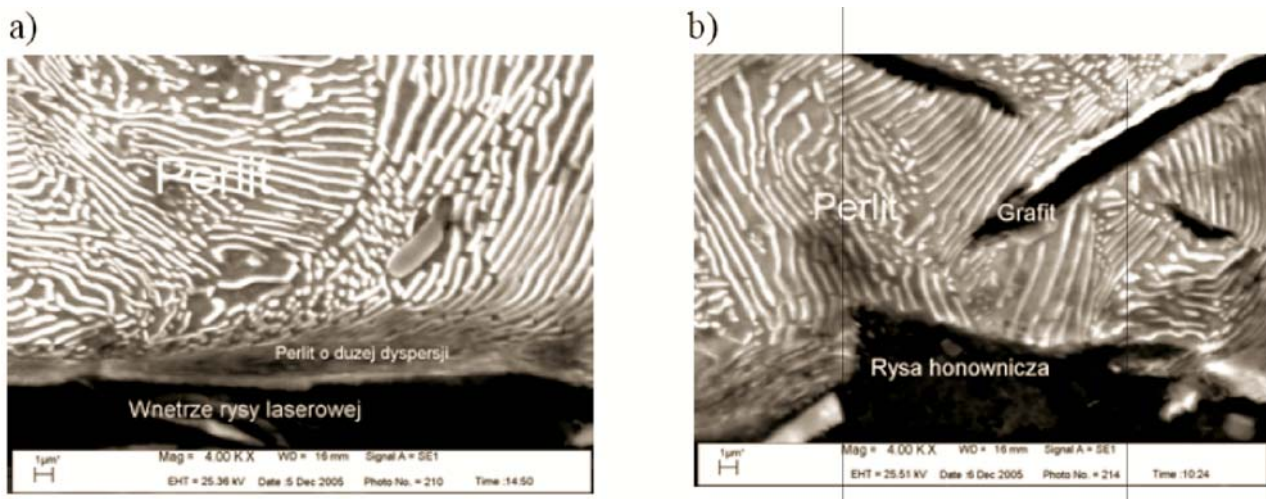 a)
Perlit
Perlit o duzej dyspersji
Wnetrze rysy laserowej
1µm*
Mag = 4.00 K X WD = 16 mm Signal A = SE1
EHT = 25.36 kV Date :5 Dec 2005 Photo No. = 210 Time :14:50
b)
Perlit
Grafit
Rysa honownicza
1µm*
Mag = 4.00 K X WD = 16 mm Signal A = SE1
EHT = 25.51 kV Date :6 Dec 2005 Photo No. = 214 Time :10:24